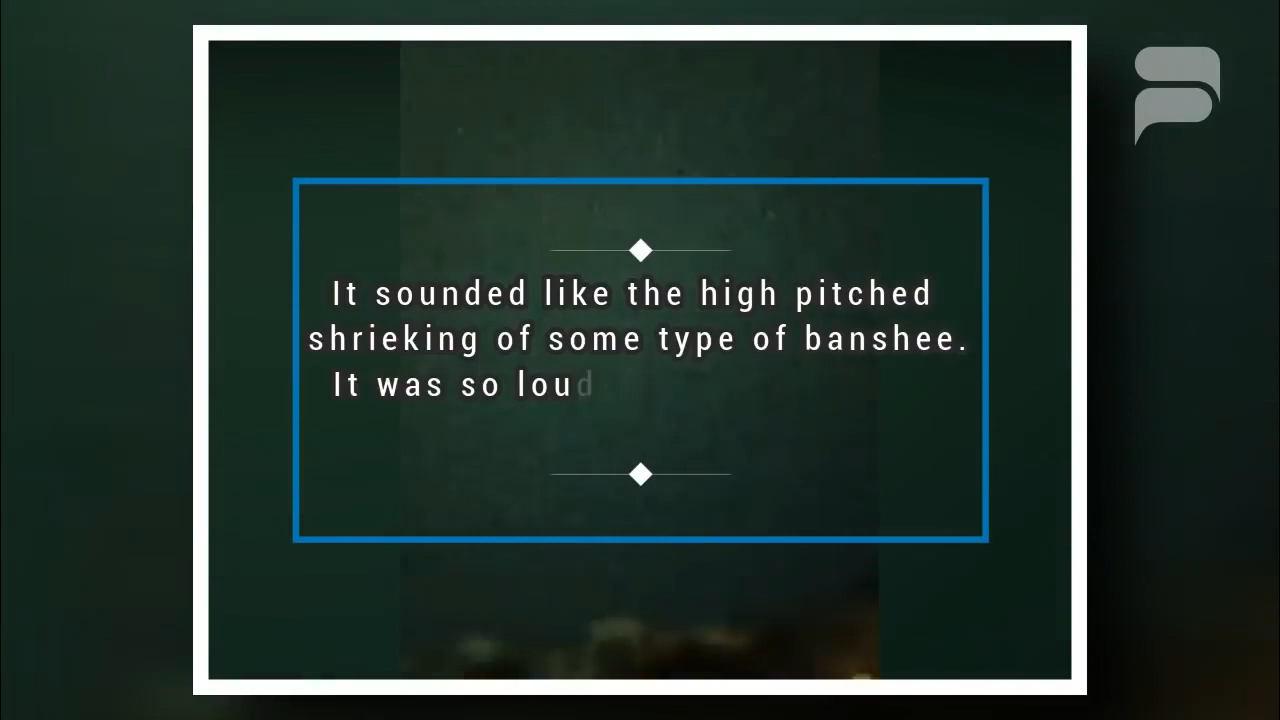 It sounded like the high pitched
shrieking of some type of banshee.
It was so loud